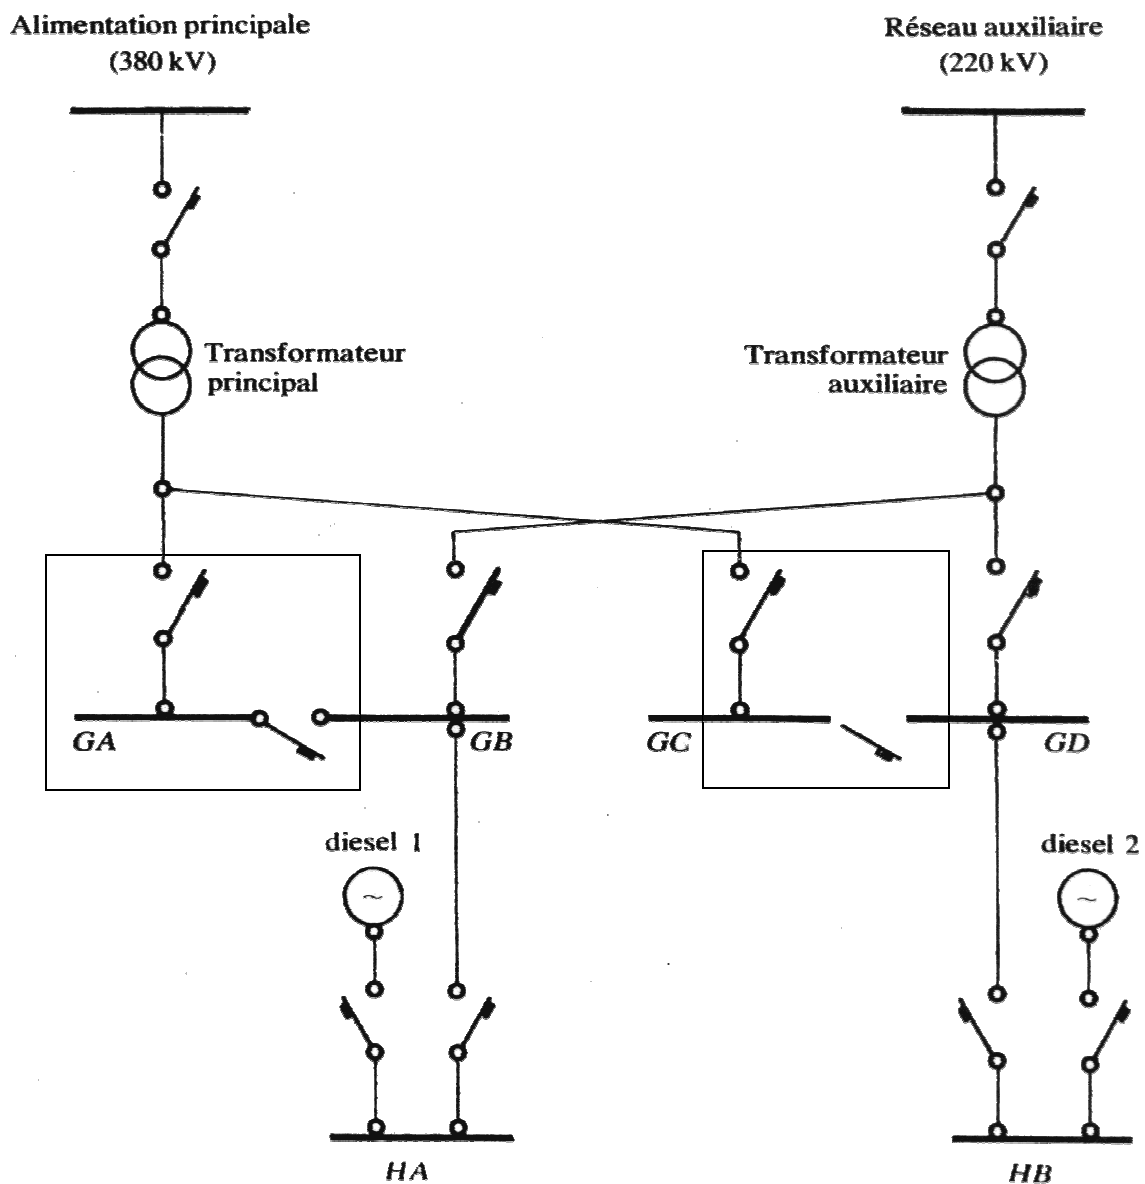 Alimentation principale
(380 kV)
Réseau auxiliaire
(220 kV)
Transformateur
principal
Transformateur
auxiliaire
GA
GB
GC
GD
diesel 1
~
diesel 2
~
HA
HB